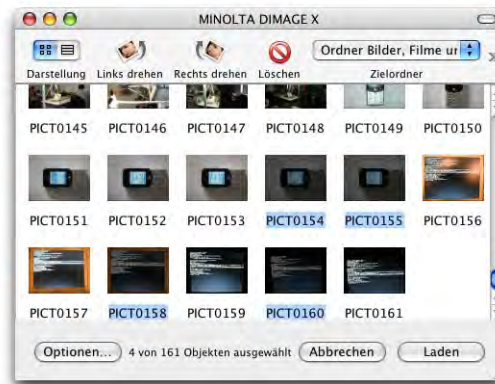 MINOLTA DIMAGE X
Ordner Bilder, Filme ur
Darstellung Links drehen Rechts drehen Löschen Zielordner
PICT0145 PICT0146 PICT0147 PICT0148 PICT0149 PICT0150
PICT0151 PICT0152 PICT0153 PICT0154 PICT0155 PICT0156
PICT0157 PICT0158 PICT0159 PICT0160 PICT0161
Optionen... 4 von 161 Objekten ausgewählt Abbrechen Laden